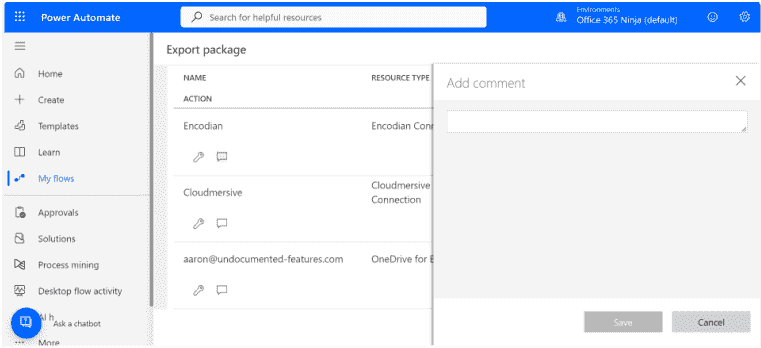 Power Automate
Search for helpful resources
Environments
Office 365 Ninja (default)
Home
Create
Templates
Learn
My flows
Approvals
Solutions
Process mining
Desktop flow activity
AI h
Ask a chatbot
More
Export package
NAME RESOURCE TYPE
ACTION
Encodian Encodian Conn
Cloudmersive Cloudmersive
Connection
aaron@undocumented-features.com OneDrive for B
Add comment
Save Cancel